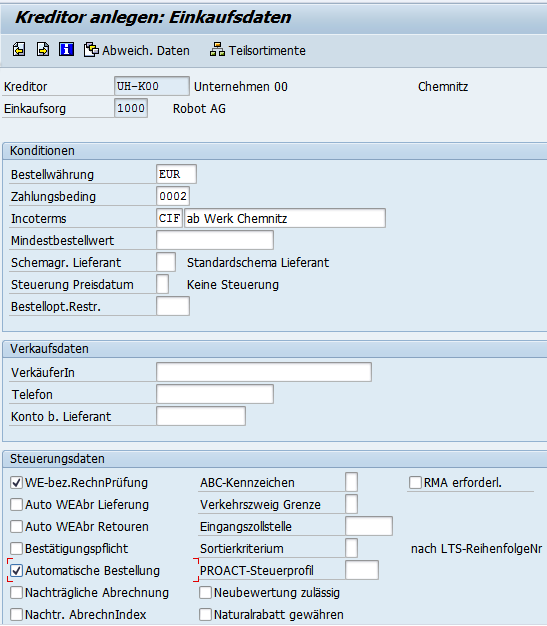 Kreditor anlegen: Einkaufsdaten
Abweich. Daten Teilsortimente
Kreditor UH-K00 Unternehmen 00 Chemnitz
Einkaufsorg 1000 Robot AG
Konditionen
Bestellwährung EUR
Zahlungsbeding 0002
Incoterms CIF ab Werk Chemnitz
Mindestbestellwert
Schemagr. Lieferant Standardschema Lieferant
Steuerung Preisdatum Keine Steuerung
Bestellopt.Restr.
Verkaufsdaten
VerkäuferIn
Telefon
Konto b. Lieferant
Steuerungsdaten
WE-bez.RechnPrüfung ABC-Kennzeichen RMA erforderl.
Auto WEAbr Lieferung Verkehrszweig Grenze
Auto WEAbr Retouren Eingangszollstelle
Bestätigungspflicht Sortierkriterium nach LTS-ReihenfolgeNr
Automatische Bestellung PROACT-Steuerprofil
Nachträgliche Abrechnung Neubewertung zulässig
Nachtr. AbrechnIndex Naturalrabatt gewähren